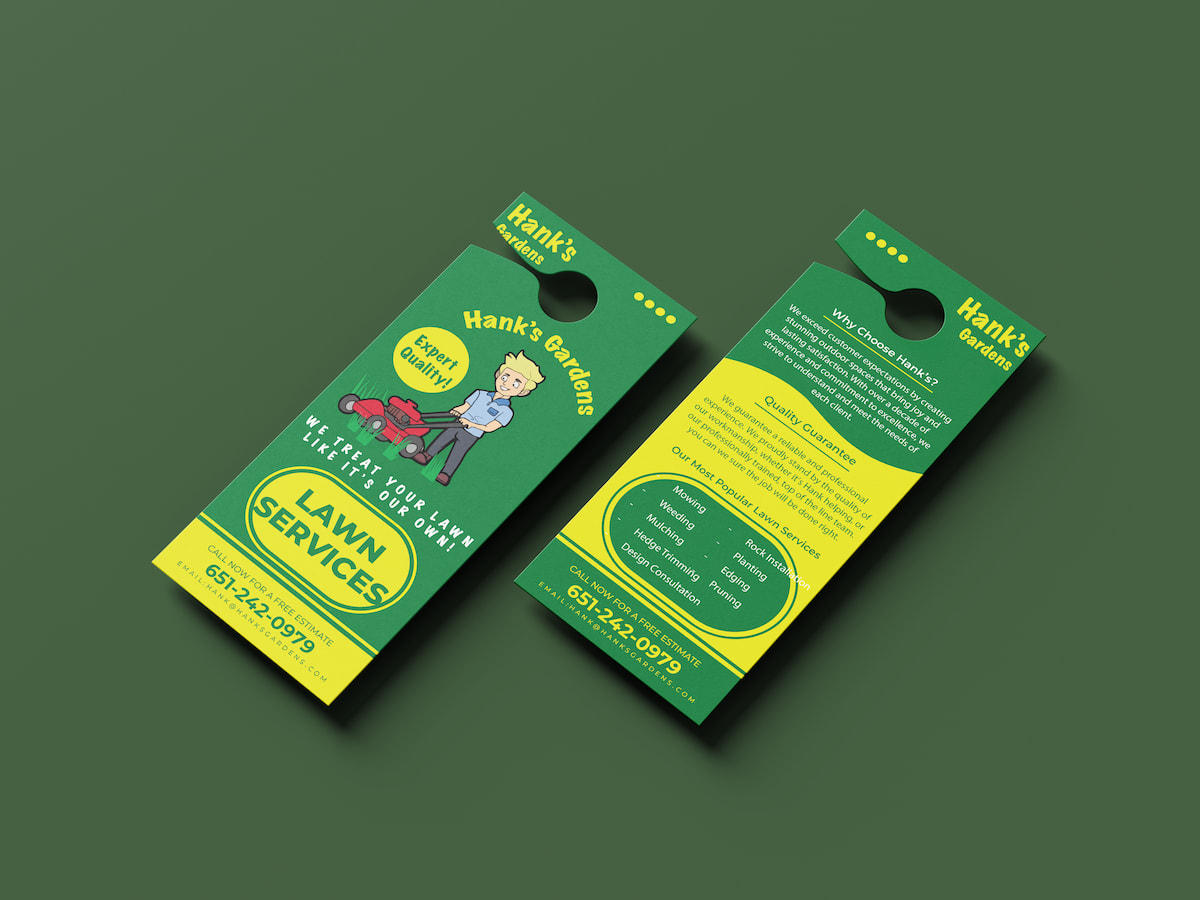 Hank's
Gardens
Hank's Gardens
Expert
Quality!
WE TREAT YOUR LAWN
LIKE IT'S OUR OWN!
LAWN
SERVICES
CALL NOW FOR A FREE ESTIMATE
651-242-0979
EMAIL:HANK@HANKSGARDENS.COM
Hank's
Gardens
Why Choose Hank's?
We exceed customer expectations by creating
stunning outdoor spaces that bring joy and
lasting satisfaction. With over a decade of
experience and commitment to excellence, we
strive to understand and meet the needs of
each client.
Quality Guarantee
We guarantee a reliable and professional
experience. We proudly stand by the quality of
our workmanship, whether it's Hank helping, or
our professionally trained, top of the line team.
you can we sure the job will be done right.
Our Most Popular Lawn Services
- Mowing
- Weeding
- Mulching
Hedge Trimming
Design Consultation
- Rock Installation
- Planting
- Edging
Pruning
CALL NOW FOR A FREE ESTIMATE
651-242-0979
EMAIL:HANK@HANKSGARDENS.COM